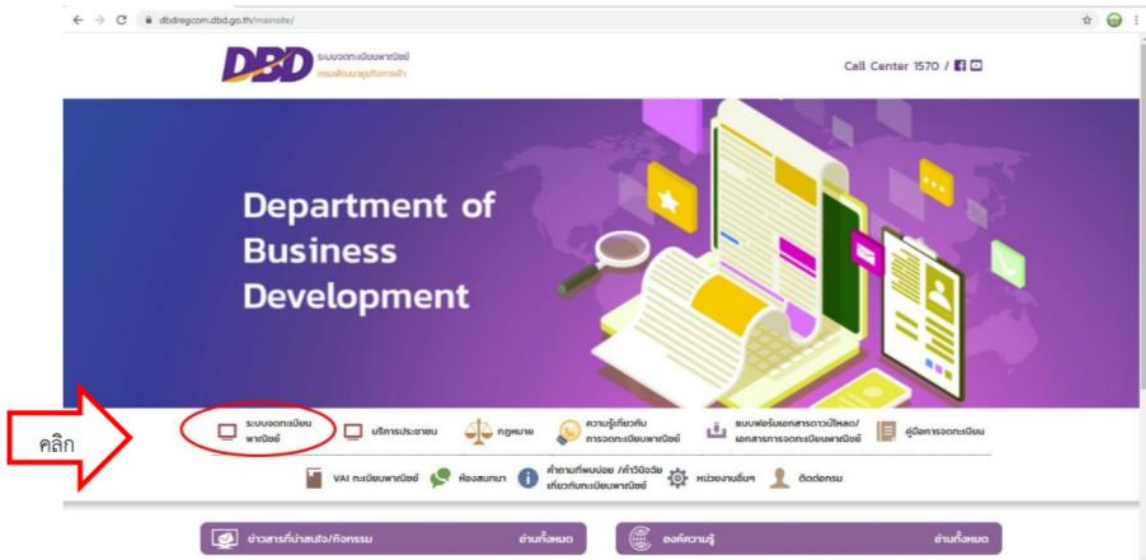 dbdregcom.dbd.go.th/mainsite/
DBD
ระบบจดทะเบียนพาณิชย์
กรมพัฒนาธุรกิจการค้า
Call Center 1570 /
Department of
Business
Development
คลิก
ระบบจดทะเบียน
พาณิชย์
บริการประชาชน
กฎหมาย
ความรู้เกี่ยวกับ
การจดทะเบียนพาณิชย์
แบบฟอร์มเอกสารดาวน์โหลด/
เอกสารการจดทะเบียนพาณิชย์
คู่มือการจดทะเบียน
VAI ทะเบียนพาณิชย์
ห้องสนทนา
คำถามที่พบบ่อย /คำวินิจฉัย
เกี่ยวกับทะเบียนพาณิชย์
หน่วยงานอื่นๆ
ติดต่อกรม
ข่าวสารที่น่าสนใจ/กิจกรรม
อ่านทั้งหมด
องค์ความรู้
อ่านทั้งหมด